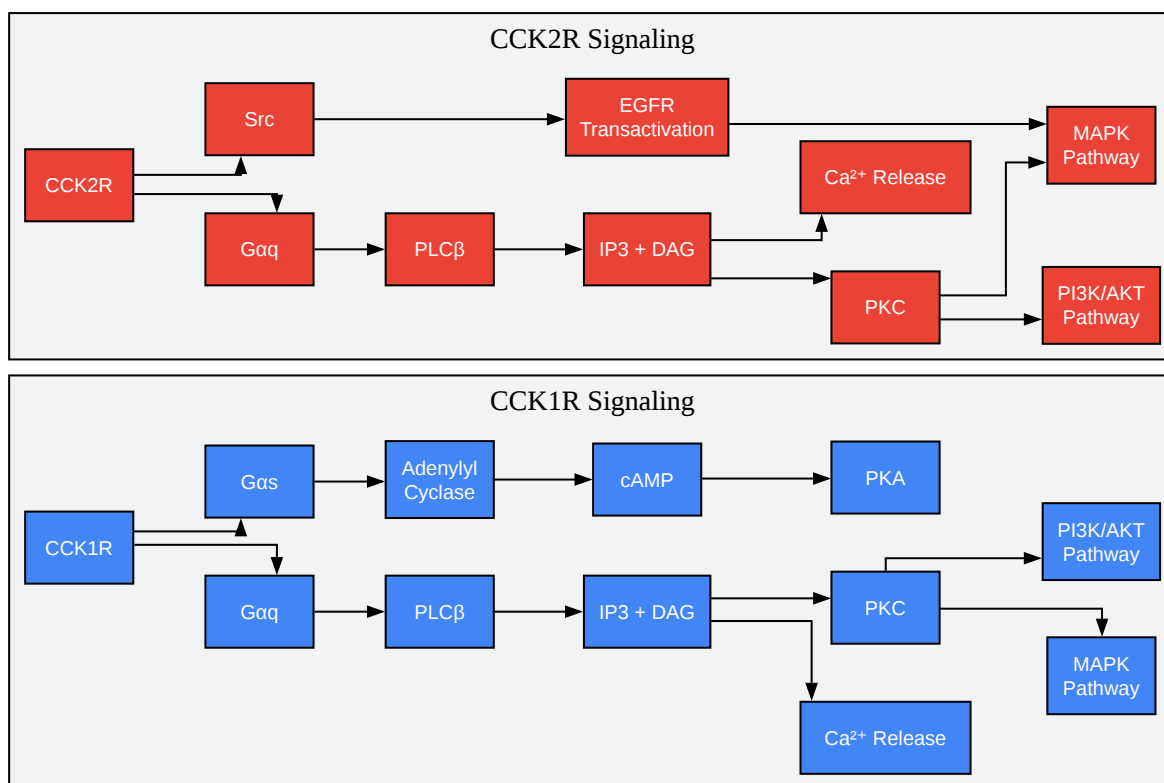 CCK2R Signaling
Src
EGFR
Transactivation
MAPK
Pathway
CCK2R
Ca²⁺ Release
Gαq
PLCβ
IP3 + DAG
PKC
PI3K/AKT
Pathway
CCK1R Signaling
Gαs
Adenylyl
Cyclase
cAMP
PKA
CCK1R
PI3K/AKT
Pathway
Gαq
PLCβ
IP3 + DAG
PKC
MAPK
Pathway
Ca²⁺ Release